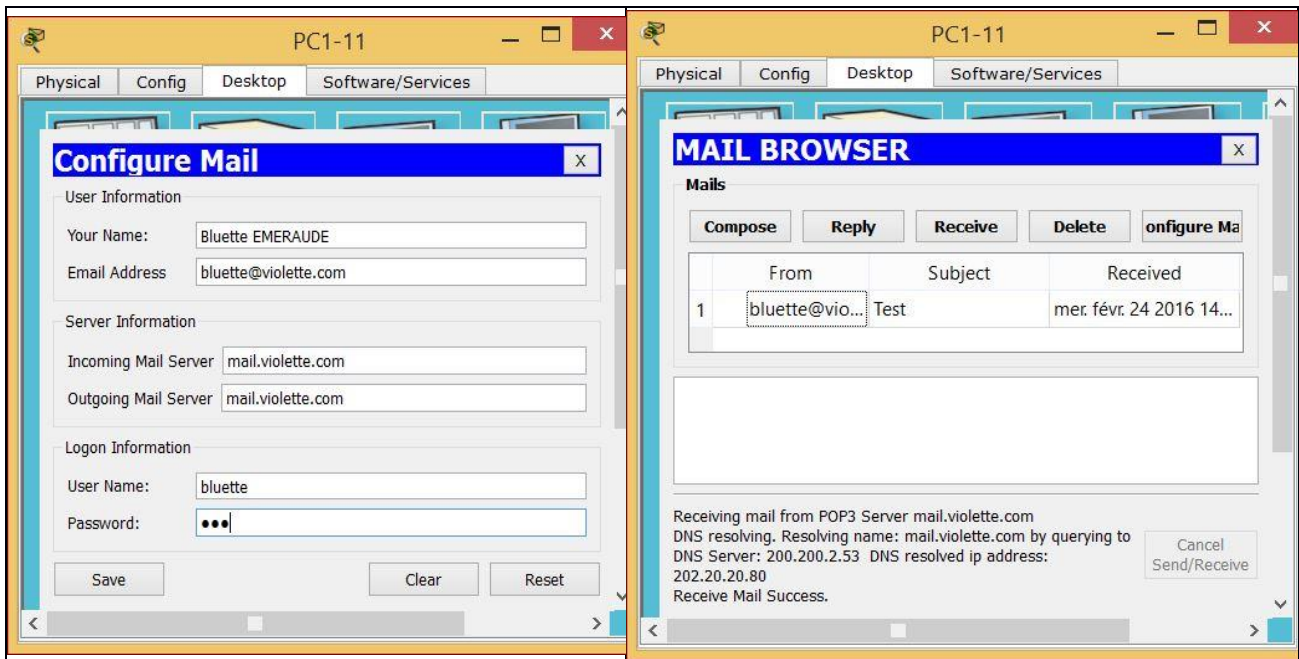 PC1-11
Physical Config Desktop Software/Services
Configure Mail X
User Information
Your Name: Bluette EMERAUDE
Email Address bluette@violette.com
Server Information
Incoming Mail Server mail.violette.com
Outgoing Mail Server mail.violette.com
Logon Information
User Name: bluette
Password: •••
Save Clear Reset
PC1-11
Physical Config Desktop Software/Services
MAIL BROWSER X
Mails
Compose Reply Receive Delete onfigure Ma
From Subject Received
1 bluette@vio... Test mer. févr. 24 2016 14...
Receiving mail from POP3 Server mail.violette.com
DNS resolving. Resolving name: mail.violette.com by querying to
DNS Server: 200.200.2.53 DNS resolved ip address:
202.20.20.80
Receive Mail Success.
Cancel
Send/Receive